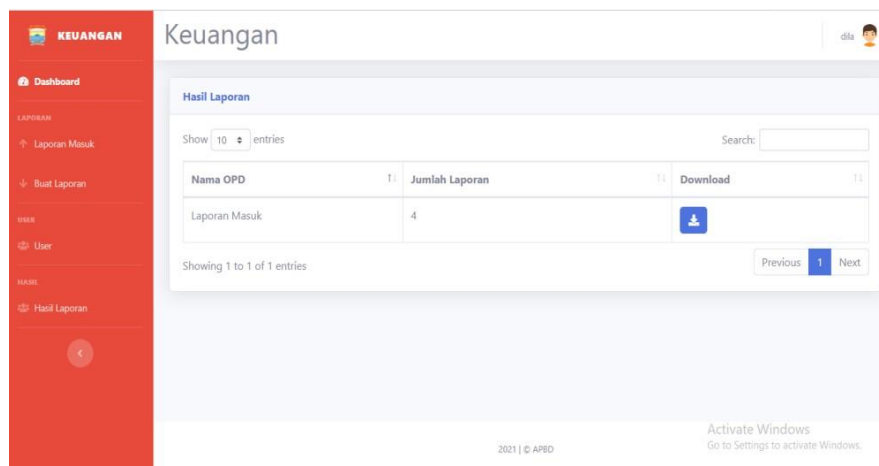 KEUANGAN
Keuangan
dila
Dashboard
LAPORAN
Laporan Masuk
Buat Laporan
USER
User
HASIL
Hasil Laporan
Hasil Laporan
Show 10 entries
Search:
Nama OPD Jumlah Laporan Download
Laporan Masuk 4
Showing 1 to 1 of 1 entries
Previous 1 Next
2021 | © APBD
Activate Windows
Go to Settings to activate Windows.